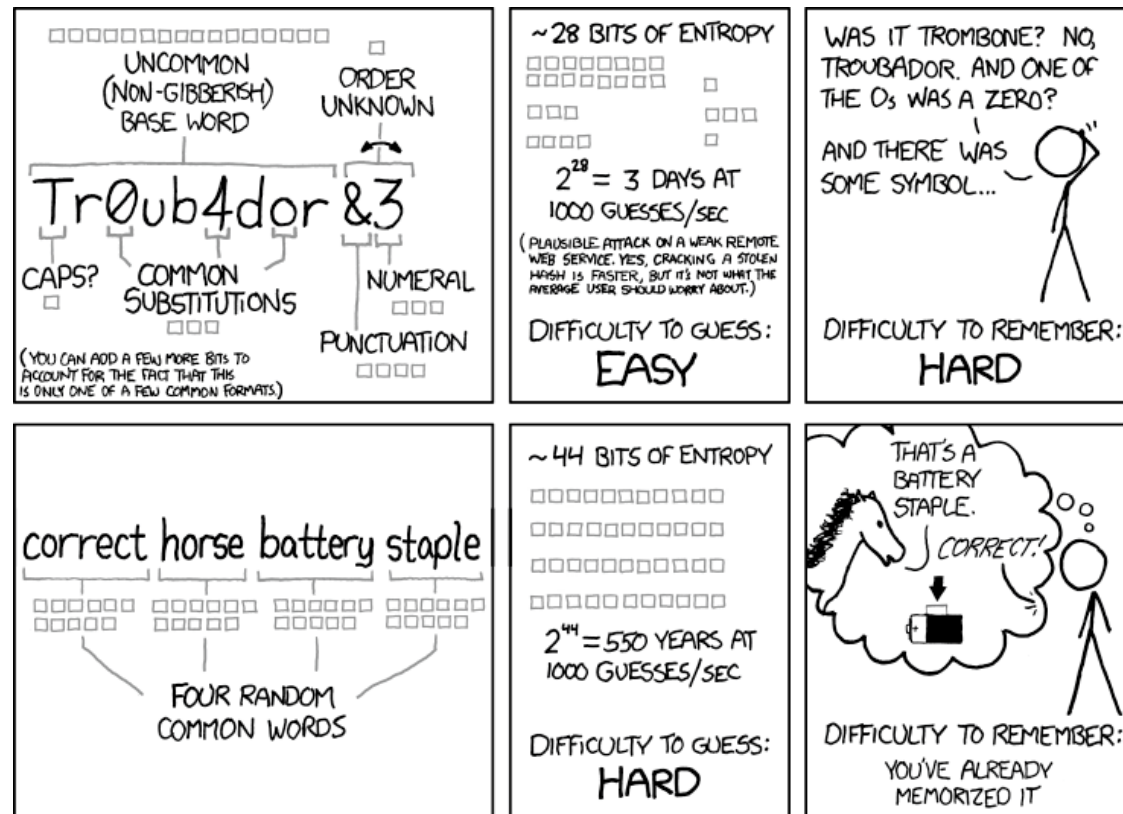 UNCOMMON
(NON-GIBBERISH)
BASE WORD
ORDER
UNKNOWN
Tr0ub4dor &3
CAPS?
COMMON
SUBSTITUTIONS
NUMERAL
PUNCTUATION
(YOU CAN ADD A FEW MORE BITS TO
ACCOUNT FOR THE FACT THAT THIS
IS ONLY ONE OF A FEW COMMON FORMATS.)
~28 BITS OF ENTROPY
2^28 = 3 DAYS AT
1000 GUESSES/SEC
(PLAUSIBLE ATTACK ON A WEAK REMOTE
WEB SERVICE. YES, CRACKING A STOLEN
HASH IS FASTER, BUT IT'S NOT WHAT THE
AVERAGE USER SHOULD WORRY ABOUT.)
DIFFICULTY TO GUESS:
EASY
WAS IT TROMBONE? NO,
TROUBADOR. AND ONE OF
THE Os WAS A ZERO?
AND THERE WAS
SOME SYMBOL...
DIFFICULTY TO REMEMBER:
HARD
correct horse battery staple
FOUR RANDOM
COMMON WORDS
~44 BITS OF ENTROPY
2^44 = 550 YEARS AT
1000 GUESSES/SEC
DIFFICULTY TO GUESS:
HARD
THAT'S A
BATTERY
STAPLE.
CORRECT!
DIFFICULTY TO REMEMBER:
YOU'VE ALREADY
MEMORIZED IT